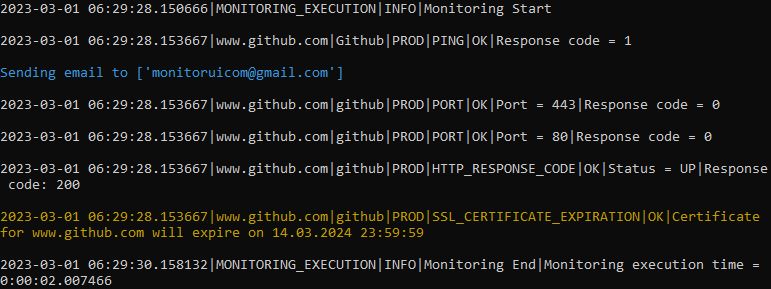 2023-03-01 06:29:28.150666|MONITORING_EXECUTION|INFO|Monitoring Start
2023-03-01 06:29:28.153667|www.github.com|Github|PROD|PING|OK|Response code = 1
Sending email to ['monitoruicom@gmail.com']
2023-03-01 06:29:28.153667|www.github.com|github|PROD|PORT|OK|Port = 443|Response code = 0
2023-03-01 06:29:28.153667|www.github.com|github|PROD|PORT|OK|Port = 80|Response code = 0
2023-03-01 06:29:28.153667|www.github.com|github|PROD|HTTP_RESPONSE_CODE|OK|Status = UP|Response
code: 200
2023-03-01 06:29:28.153667|www.github.com|github|PROD|SSL_CERTIFICATE_EXPIRATION|OK|Certificate
for www.github.com will expire on 14.03.2024 23:59:59
2023-03-01 06:29:30.158132|MONITORING_EXECUTION|INFO|Monitoring End|Monitoring execution time =
0:00:02.007466